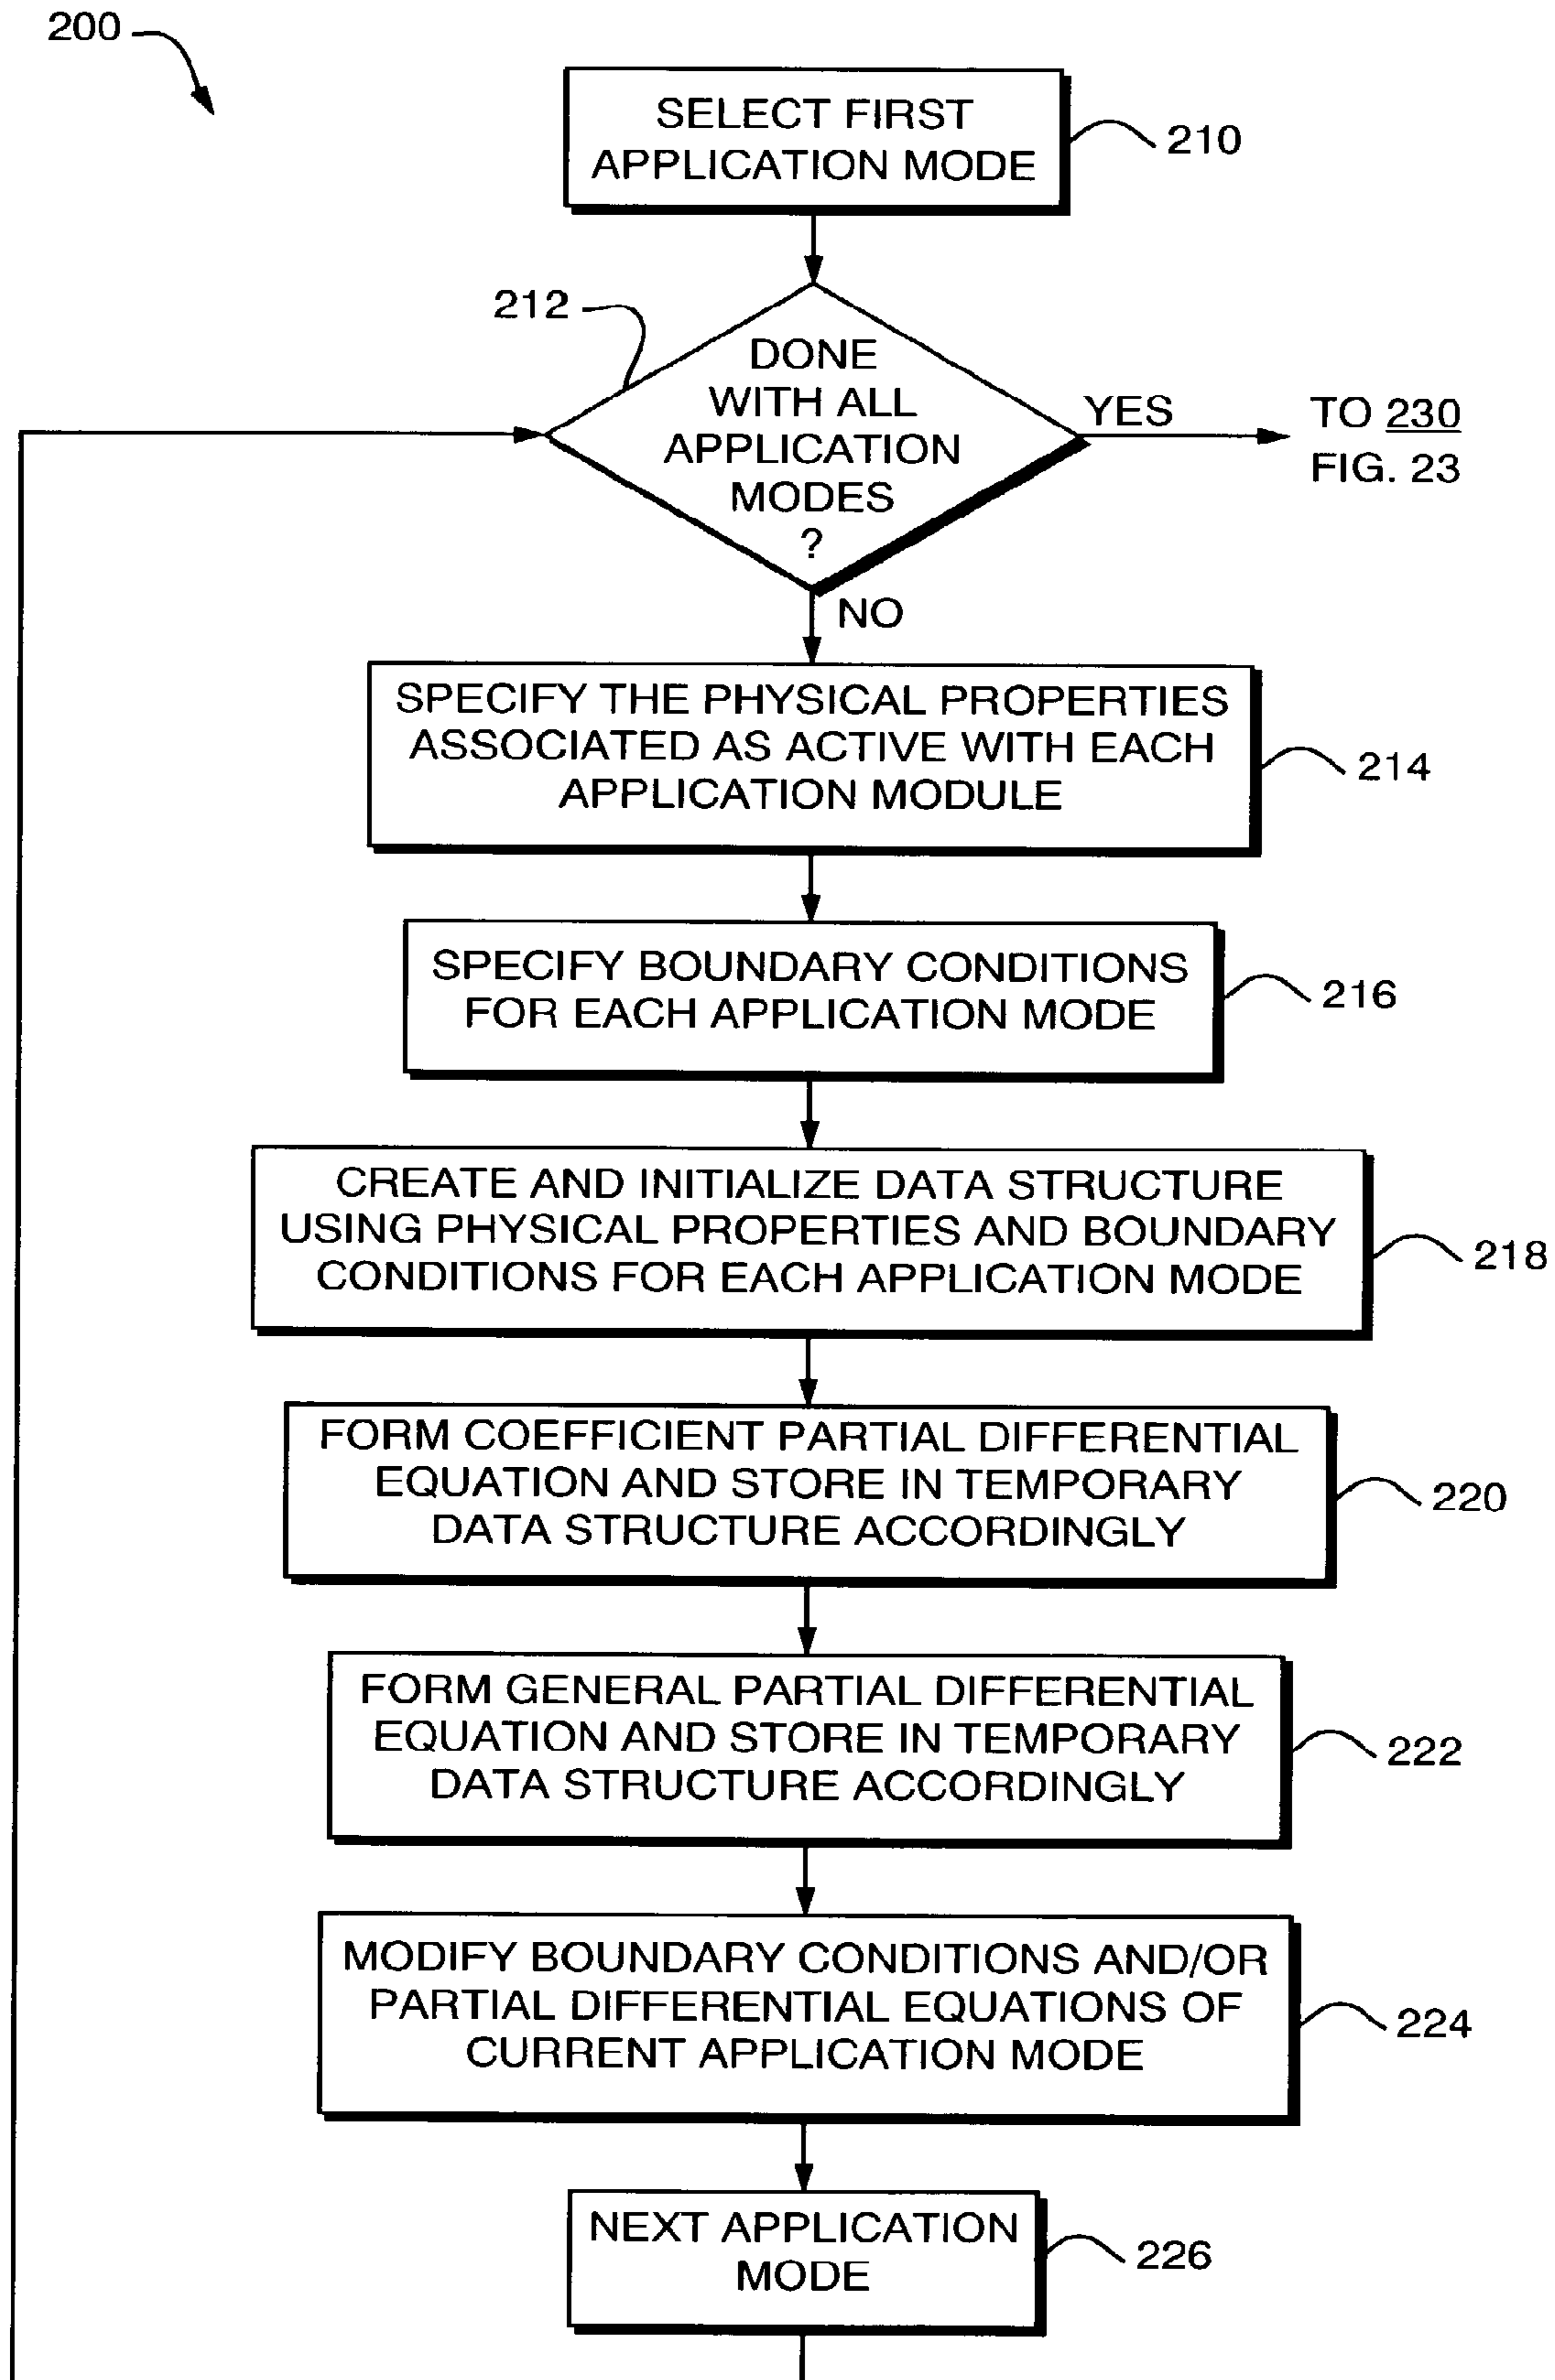 200
SELECT FIRST
APPLICATION MODE
210
212
DONE
WITH ALL
APPLICATION
MODES
?
YES
TO 230
FIG. 23
NO
SPECIFY THE PHYSICAL PROPERTIES
ASSOCIATED AS ACTIVE WITH EACH
APPLICATION MODULE
214
SPECIFY BOUNDARY CONDITIONS
FOR EACH APPLICATION MODE
216
CREATE AND INITIALIZE DATA STRUCTURE
USING PHYSICAL PROPERTIES AND BOUNDARY
CONDITIONS FOR EACH APPLICATION MODE
218
FORM COEFFICIENT PARTIAL DIFFERENTIAL
EQUATION AND STORE IN TEMPORARY
DATA STRUCTURE ACCORDINGLY
220
FORM GENERAL PARTIAL DIFFERENTIAL
EQUATION AND STORE IN TEMPORARY
DATA STRUCTURE ACCORDINGLY
222
MODIFY BOUNDARY CONDITIONS AND/OR
PARTIAL DIFFERENTIAL EQUATIONS OF
CURRENT APPLICATION MODE
224
NEXT APPLICATION
MODE
226